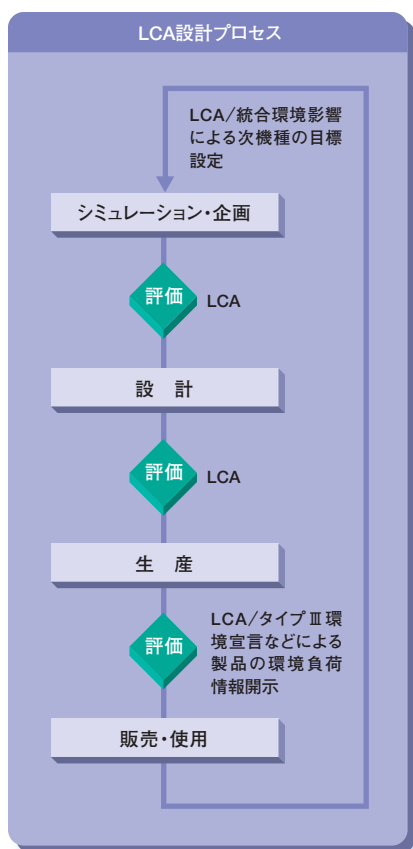 LCA設計プロセス
LCA/統合環境影響
による次機種の目標
設定
シミュレーション・企画
評価
LCA
設 計
評価
LCA
生 産
評価
LCA/タイプⅢ環
境宣言などによる
製品の環境負荷
情報開示
販売・使用